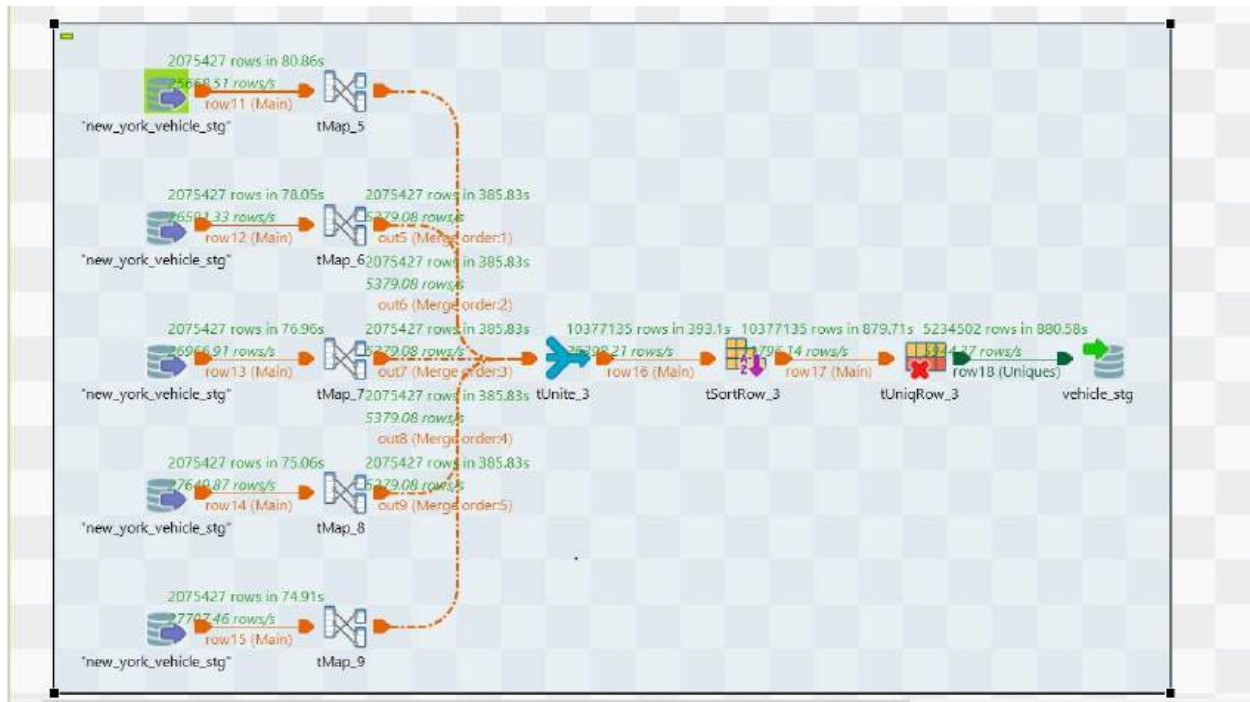 2075427 rows in 80.86s
25668.51 rows/s
row11 (Main)
"new_york_vehicle_stg"
tMap_5
2075427 rows in 78.05s
26591.33 rows/s
row12 (Main)
"new_york_vehicle_stg"
tMap_6
2075427 rows in 385.83s
5379.08 rows/s
out5 (Merge order:1)
2075427 rows in 385.83s
5379.08 rows/s
out6 (Merge order:2)
2075427 rows in 76.96s
26966.91 rows/s
row13 (Main)
"new_york_vehicle_stg"
tMap_7
2075427 rows in 385.83s
5379.08 rows/s
out7 (Merge order:3)
2075427 rows in 385.83s
5379.08 rows/s
out8 (Merge order:4)
10377135 rows in 393.1s
rows/s
row16 (Main)
tUnite_3
10377135 rows in 879.71s
rows/s
row17 (Main)
tSortRow_3
5234502 rows in 880.58s
rows/s
row18 (Uniques)
tUniqRow_3
vehicle_stg
2075427 rows in 75.06s
27649.87 rows/s
row14 (Main)
"new_york_vehicle_stg"
tMap_8
2075427 rows in 385.83s
5379.08 rows/s
out9 (Merge order:5)
2075427 rows in 74.91s
27707.46 rows/s
row15 (Main)
"new_york_vehicle_stg"
tMap_9